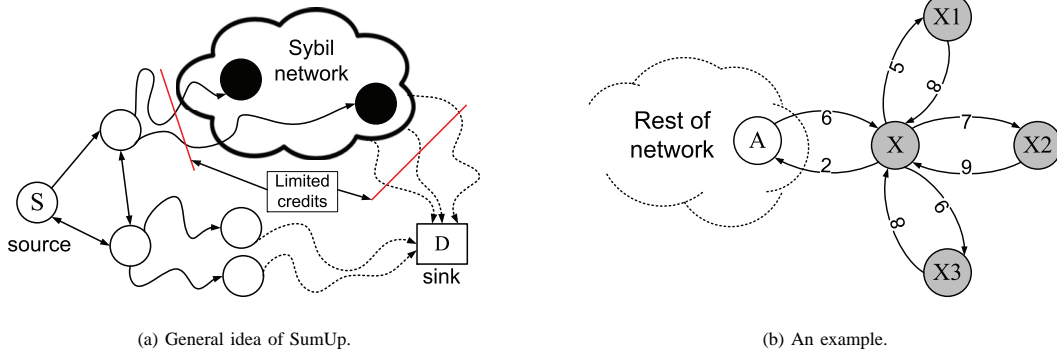 Sybil
network
Limited
credits
S
source
D
sink
(a) General idea of SumUp.
Rest of
network
A
X
X1
X2
X3
6
2
5
8
7
9
6
8
(b) An example.